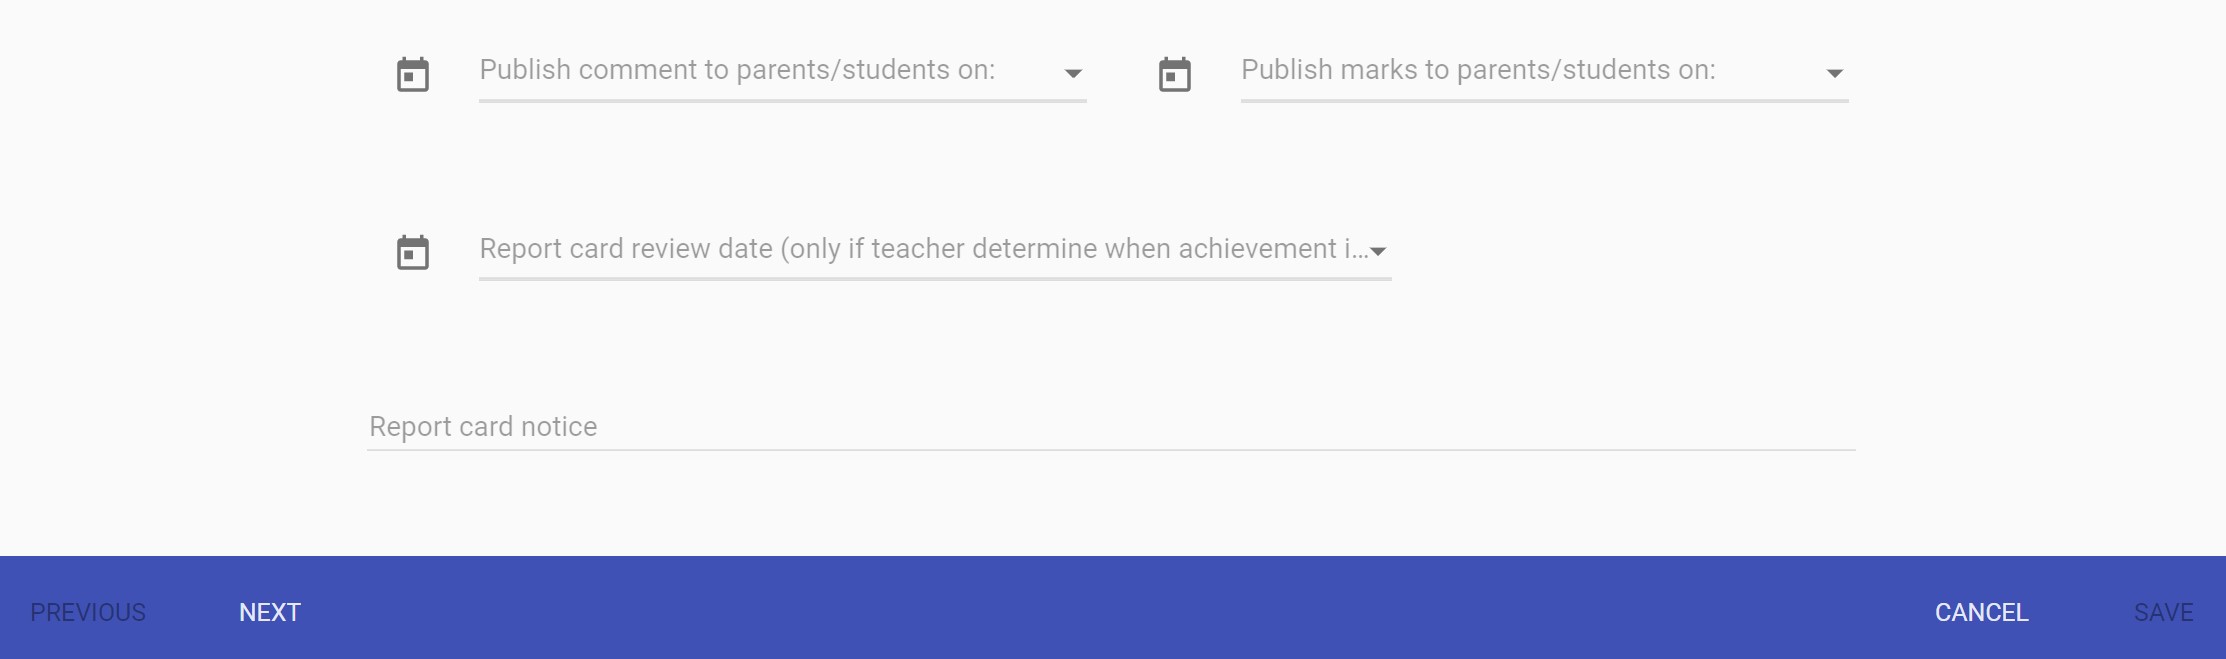 Publish comment to parents/students on:
Publish marks to parents/students on:
Report card review date (only if teacher determine when achievement i...
Report card notice
PREVIOUS
NEXT
CANCEL
SAVE